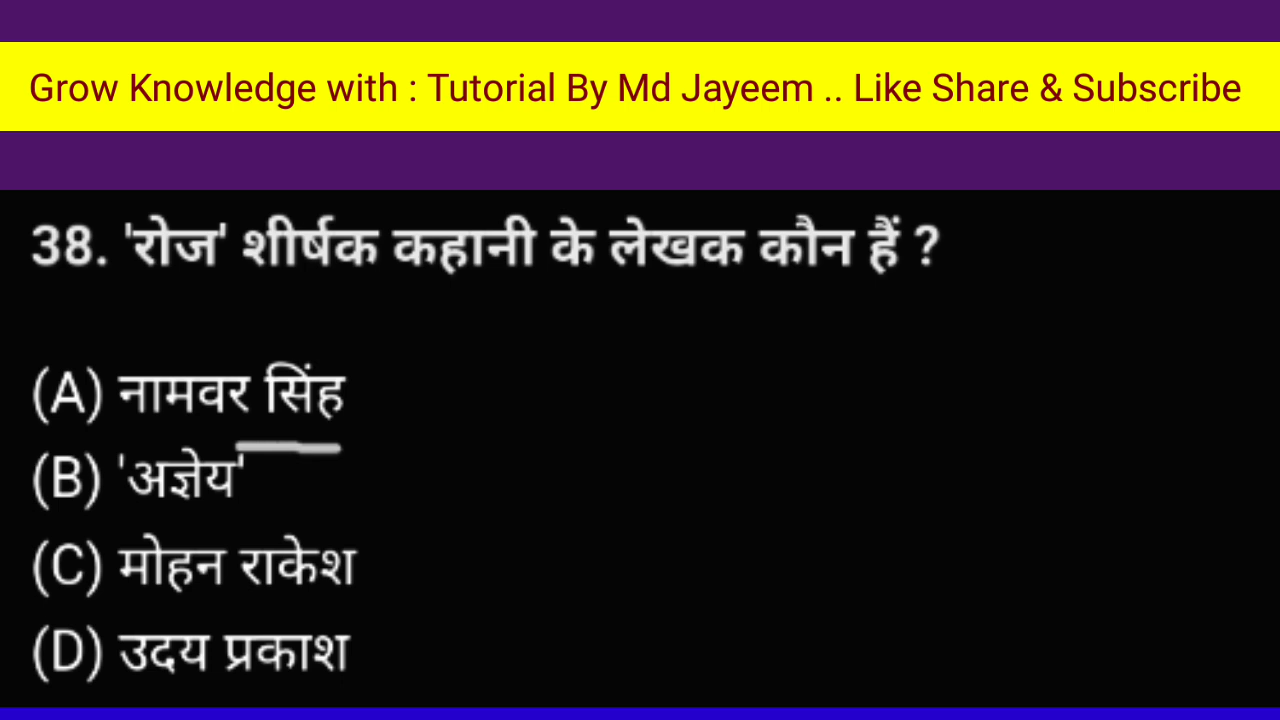 Grow Knowledge with : Tutorial By Md Jayeem .. Like Share & Subscribe
38. 'रोज' शीर्षक कहानी के लेखक कौन हैं ?
(A) नामवर सिंह
(B) 'अज्ञेय'
(C) मोहन राकेश
(D) उदय प्रकाश